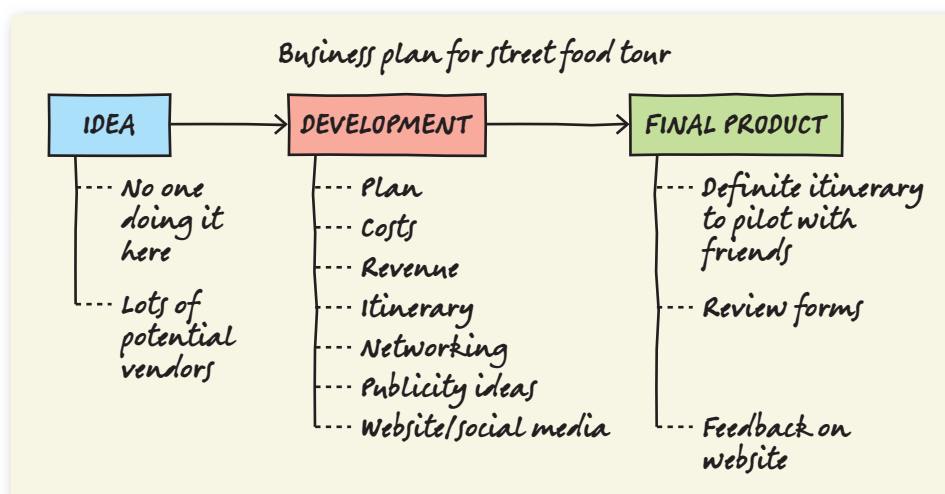 Business plan for street food tour
IDEA
DEVELOPMENT
FINAL PRODUCT
No one
doing it
here
Lots of
potential
vendors
Plan
Costs
Revenue
Itinerary
Networking
Publicity ideas
Website/social media
Definite itinerary
to pilot with
friends
Review forms
Feedback on
website